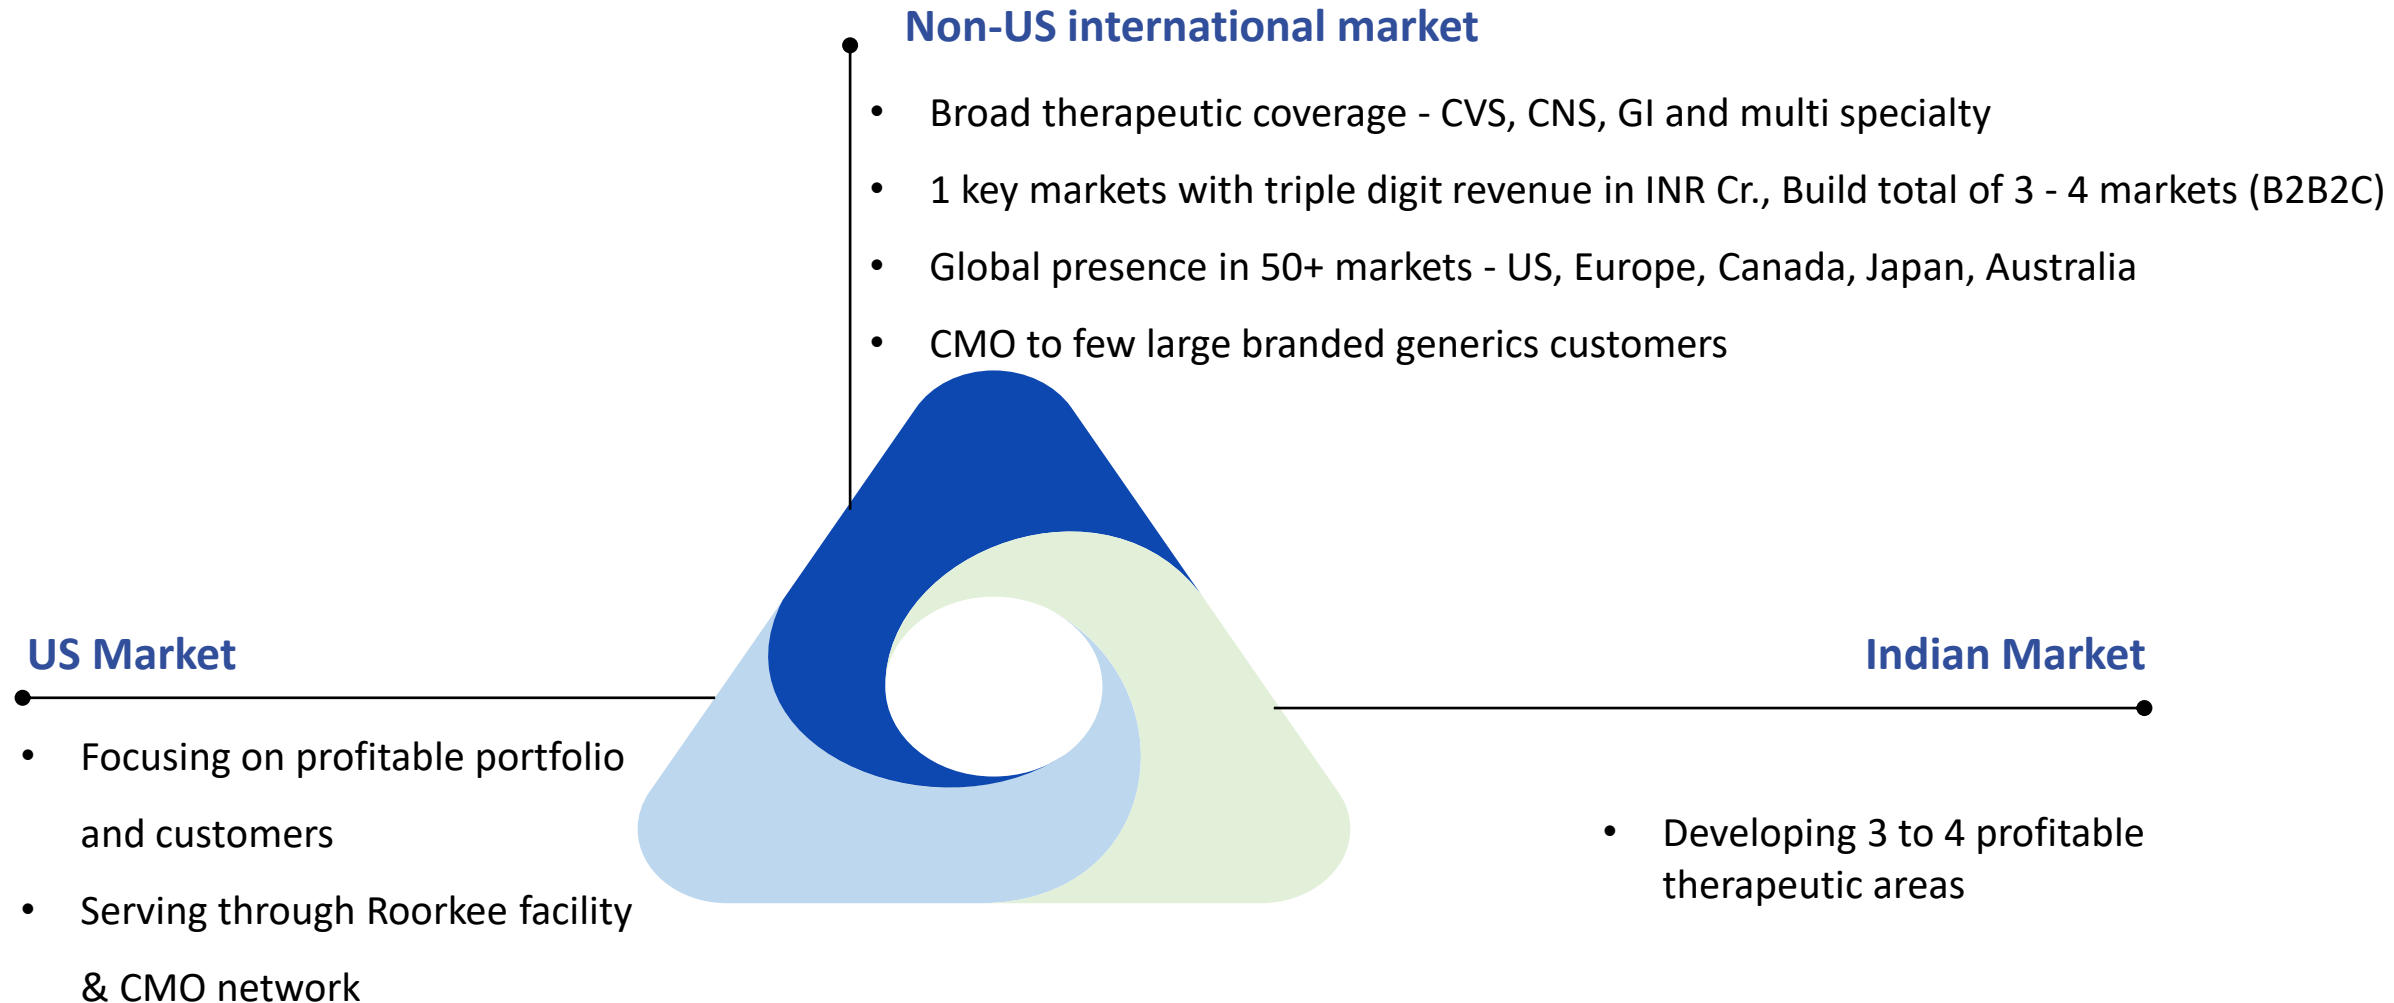 Non-US international market
• Broad therapeutic coverage - CVS, CNS, GI and multi specialty
• 1 key markets with triple digit revenue in INR Cr., Build total of 3 - 4 markets (B2B2C)
• Global presence in 50+ markets - US, Europe, Canada, Japan, Australia
• CMO to few large branded generics customers
US Market
• Focusing on profitable portfolio
and customers
• Serving through Roorkee facility
& CMO network
Indian Market
• Developing 3 to 4 profitable
therapeutic areas